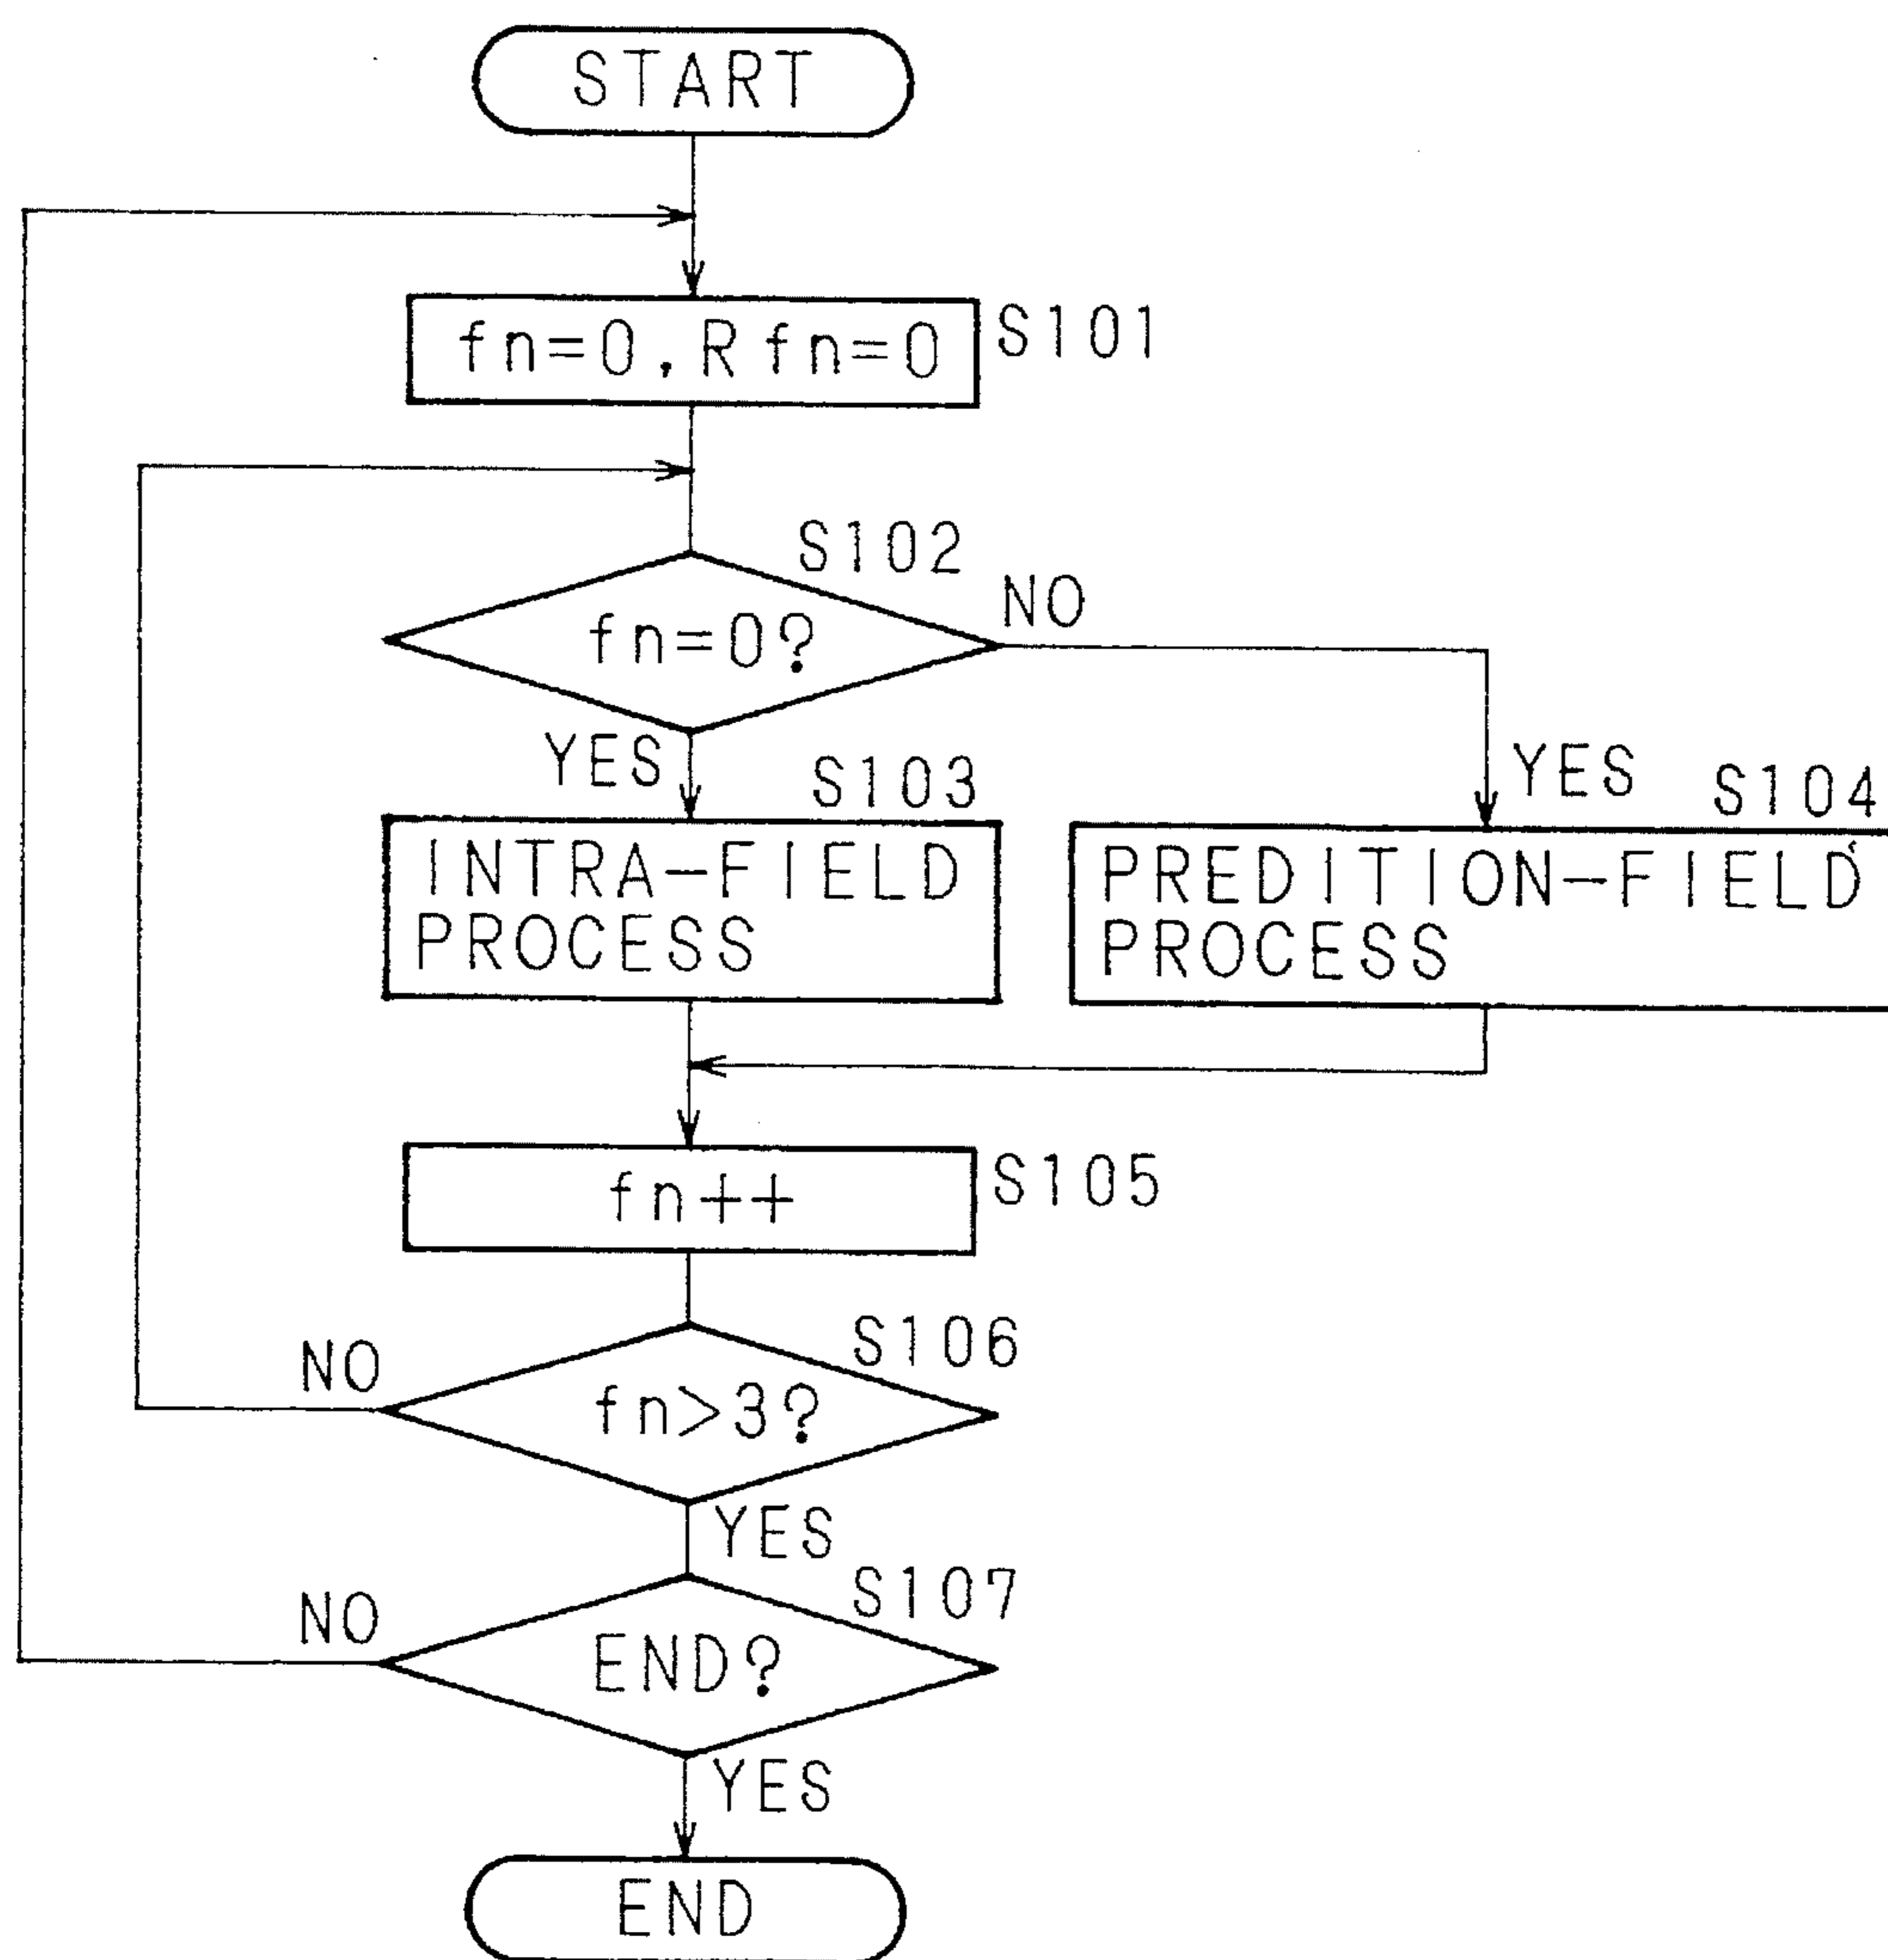 START
fn=0,Rfn=0
S101
S102
fn=0?
NO
YES
S103
YES
S104
INTRA-FIELD
PROCESS
PREDITION-FIELD
PROCESS
fn++
S105
S106
NO
fn>3?
YES
S107
NO
END?
YES
END